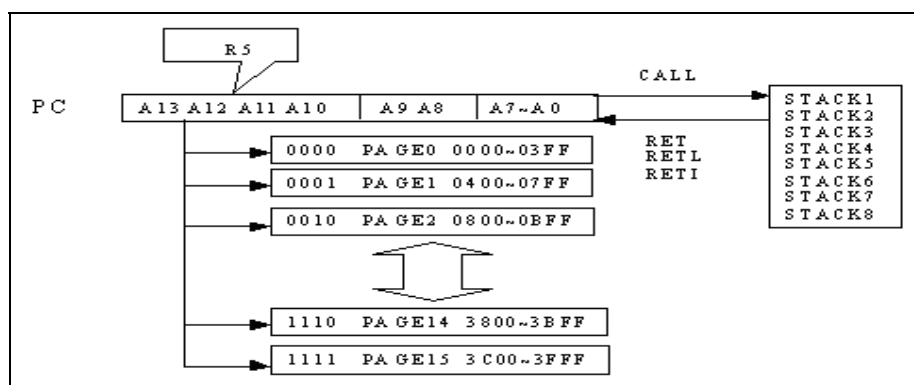 R5
CALL
PC
A13 A12 A11 A10 A9 A8 A7~A0
STACK1
STACK2
STACK3
STACK4
STACK5
STACK6
STACK7
STACK8
RET
RETL
RETI
0000 PAGE0 0000~03FF
0001 PAGE1 0400~07FF
0010 PAGE2 0800~0BFF
1110 PAGE14 3800~3BFF
1111 PAGE15 3C00~3FFF